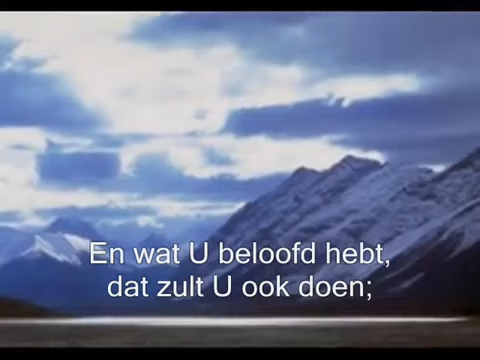 En wat U beloofd hebt,
dat zult U ook doen;